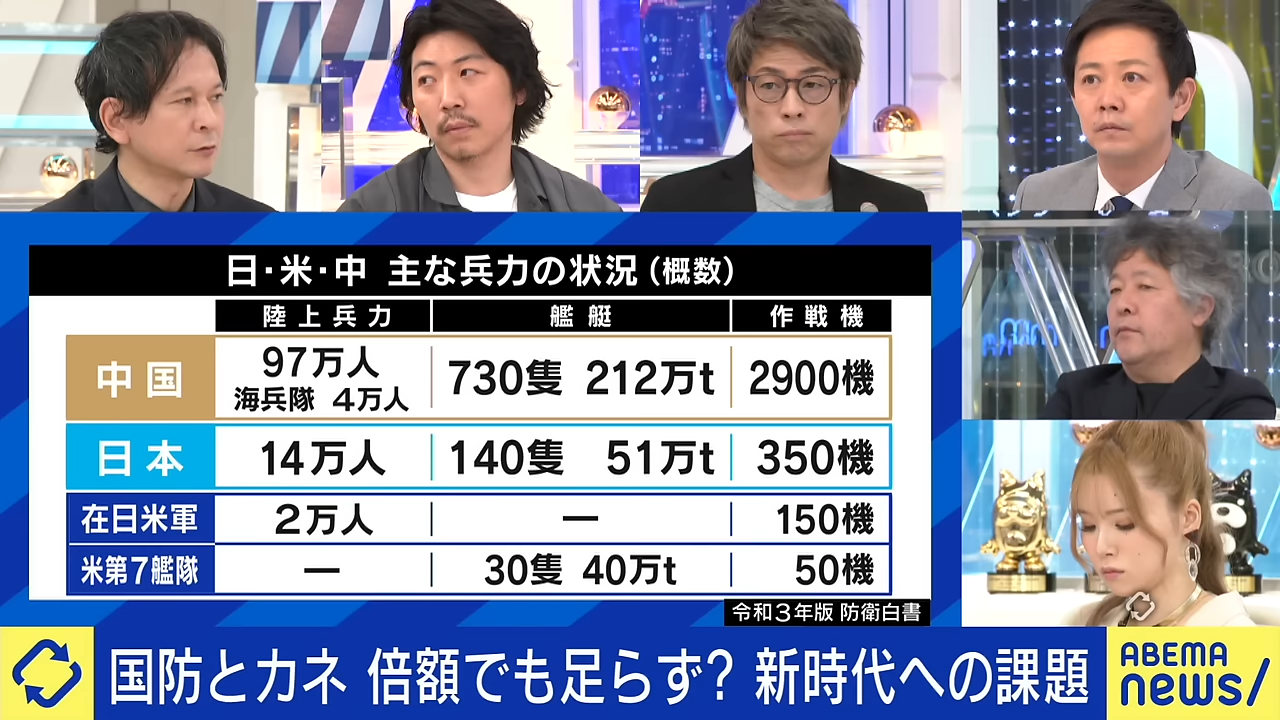 日・米・中 主な兵力の状況(概数)
陸上兵力 艦艇 作戦機
中国 97万人 海兵隊 4万人 730隻 212万t 2900機
日本 14万人 140隻 51万t 350機
在日米軍 2万人 ー 150機
米第7艦隊 ー 30隻 40万t 50機
令和3年版 防衛白書
国防とカネ 倍額でも足らず? 新時代への課題
ABEMA
news/